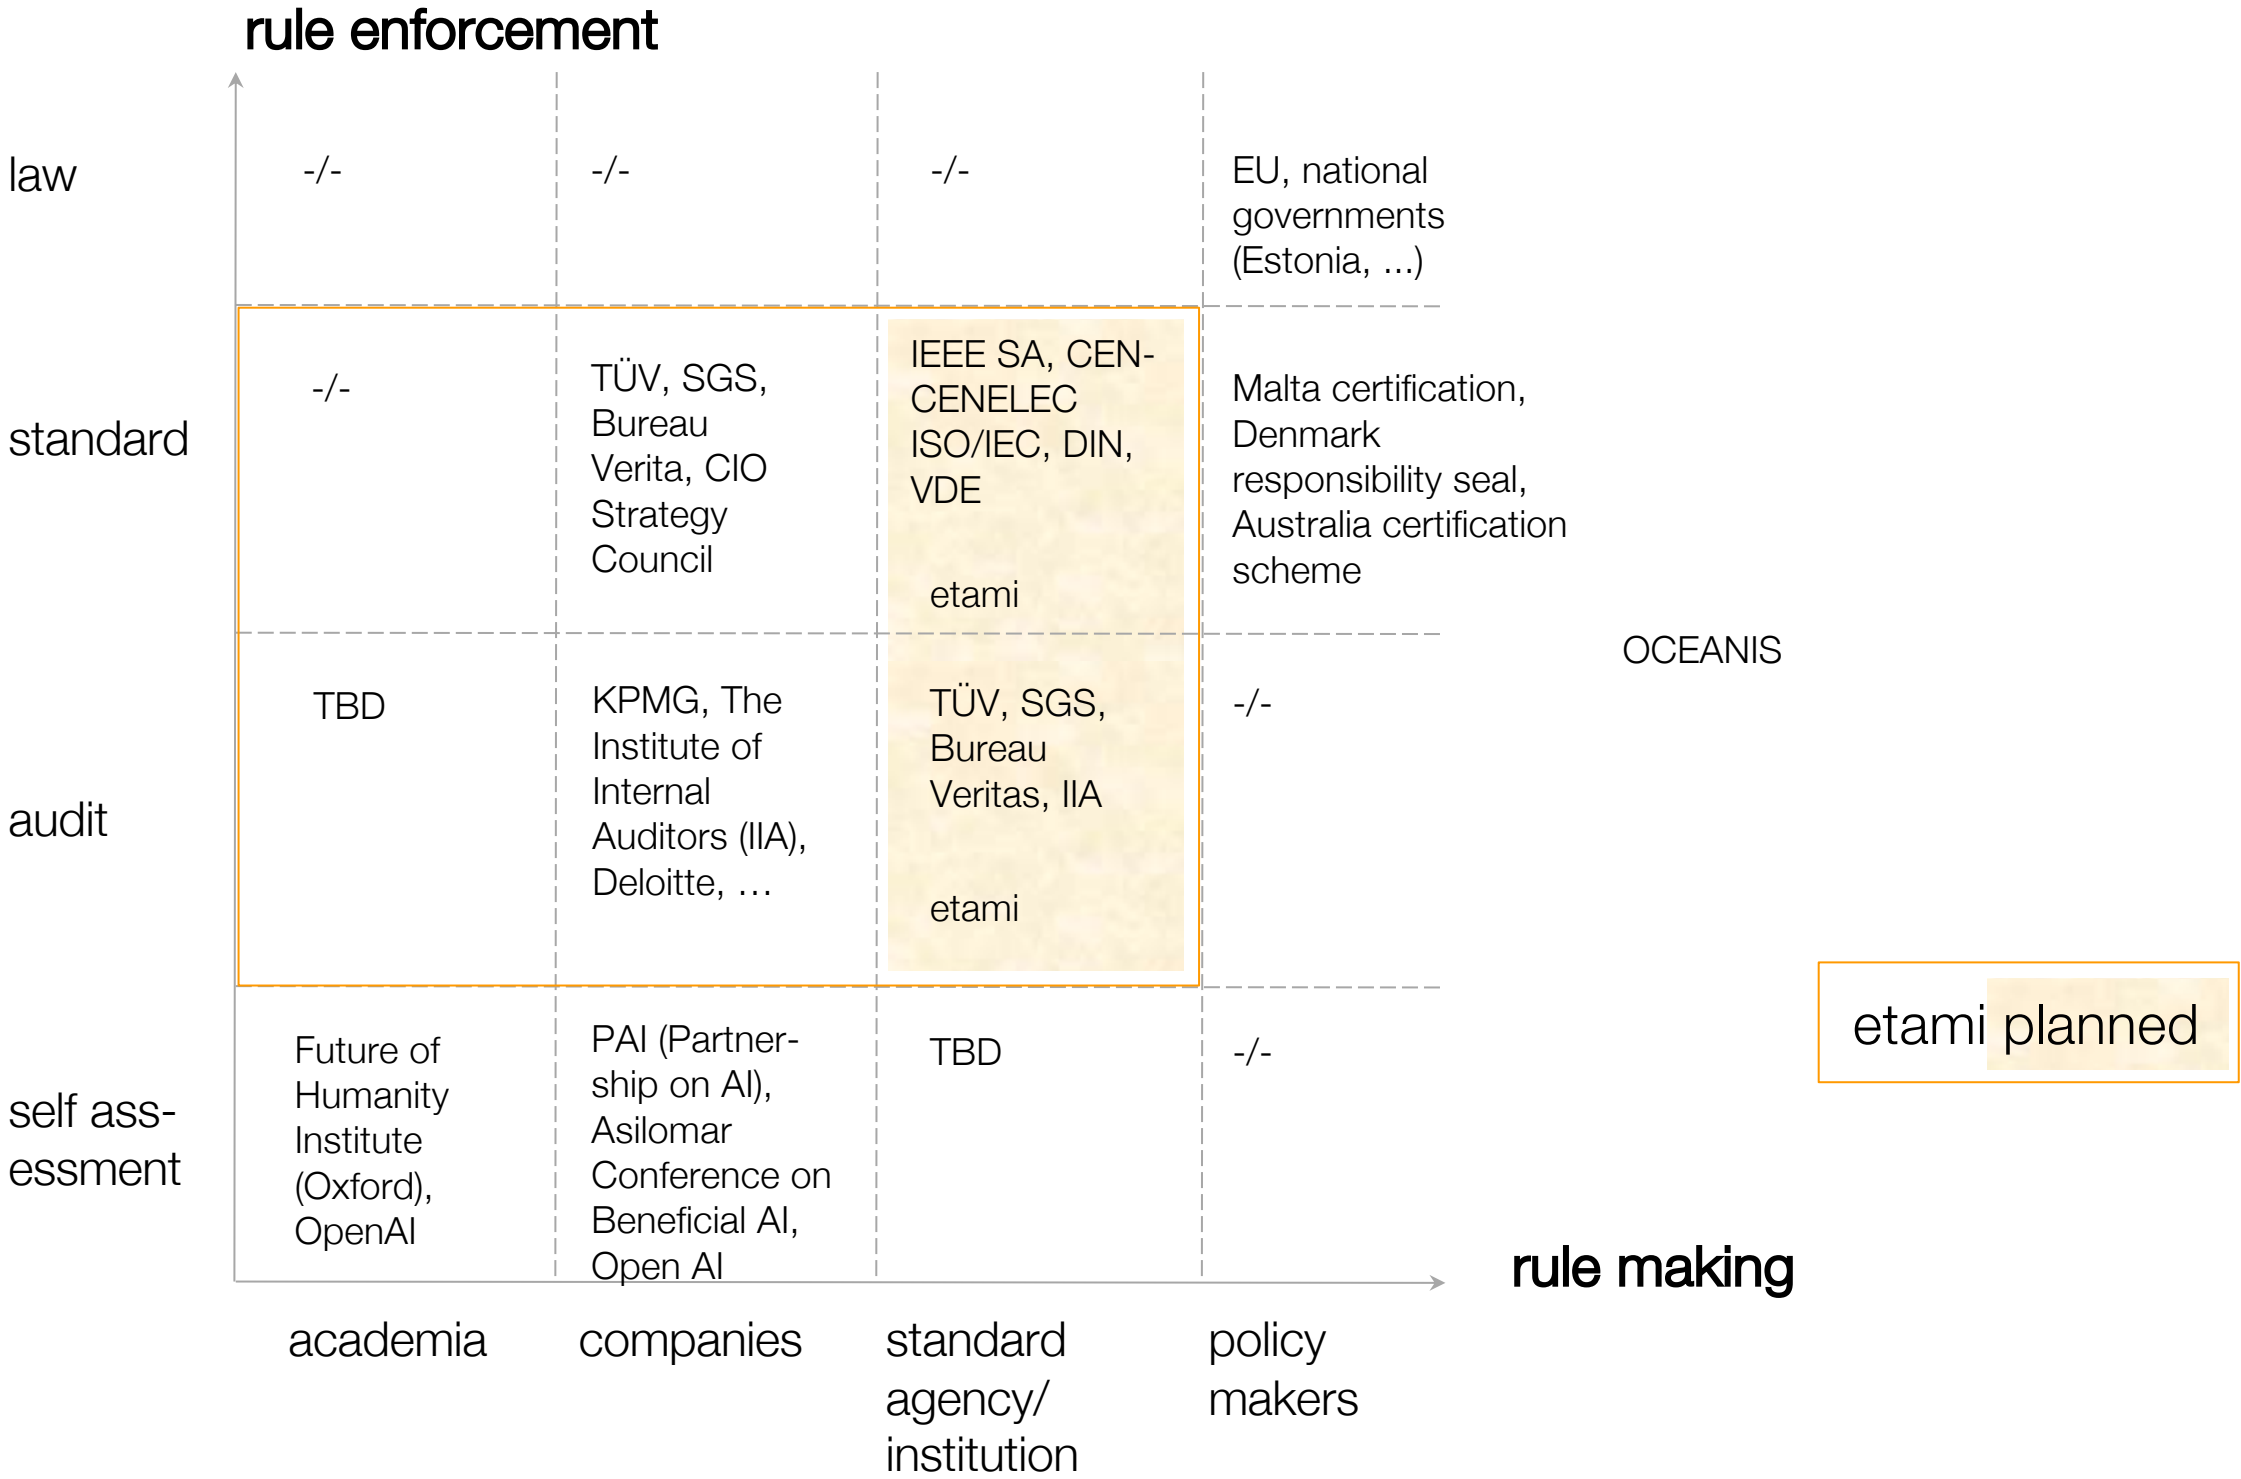 rule enforcement
law
-/-
-/-
-/-
EU, national
governments
(Estonia, ...)
standard
-/-
TÜV, SGS,
Bureau
Verita, CIO
Strategy
Council
IEEE SA, CEN-
CENELEC
ISO/IEC, DIN,
VDE
etami
Malta certification,
Denmark
responsibility seal,
Australia certification
scheme
OCEANIS
audit
TBD
KPMG, The
Institute of
Internal
Auditors (IIA),
Deloitte, …
TÜV, SGS,
Bureau
Veritas, IIA
etami
-/-
etami planned
self ass-
essment
Future of
Humanity
Institute
(Oxford),
OpenAI
PAI (Partner-
ship on AI),
Asilomar
Conference on
Beneficial AI,
Open AI
TBD
-/-
rule making
academia
companies
standard
agency/
institution
policy
makers